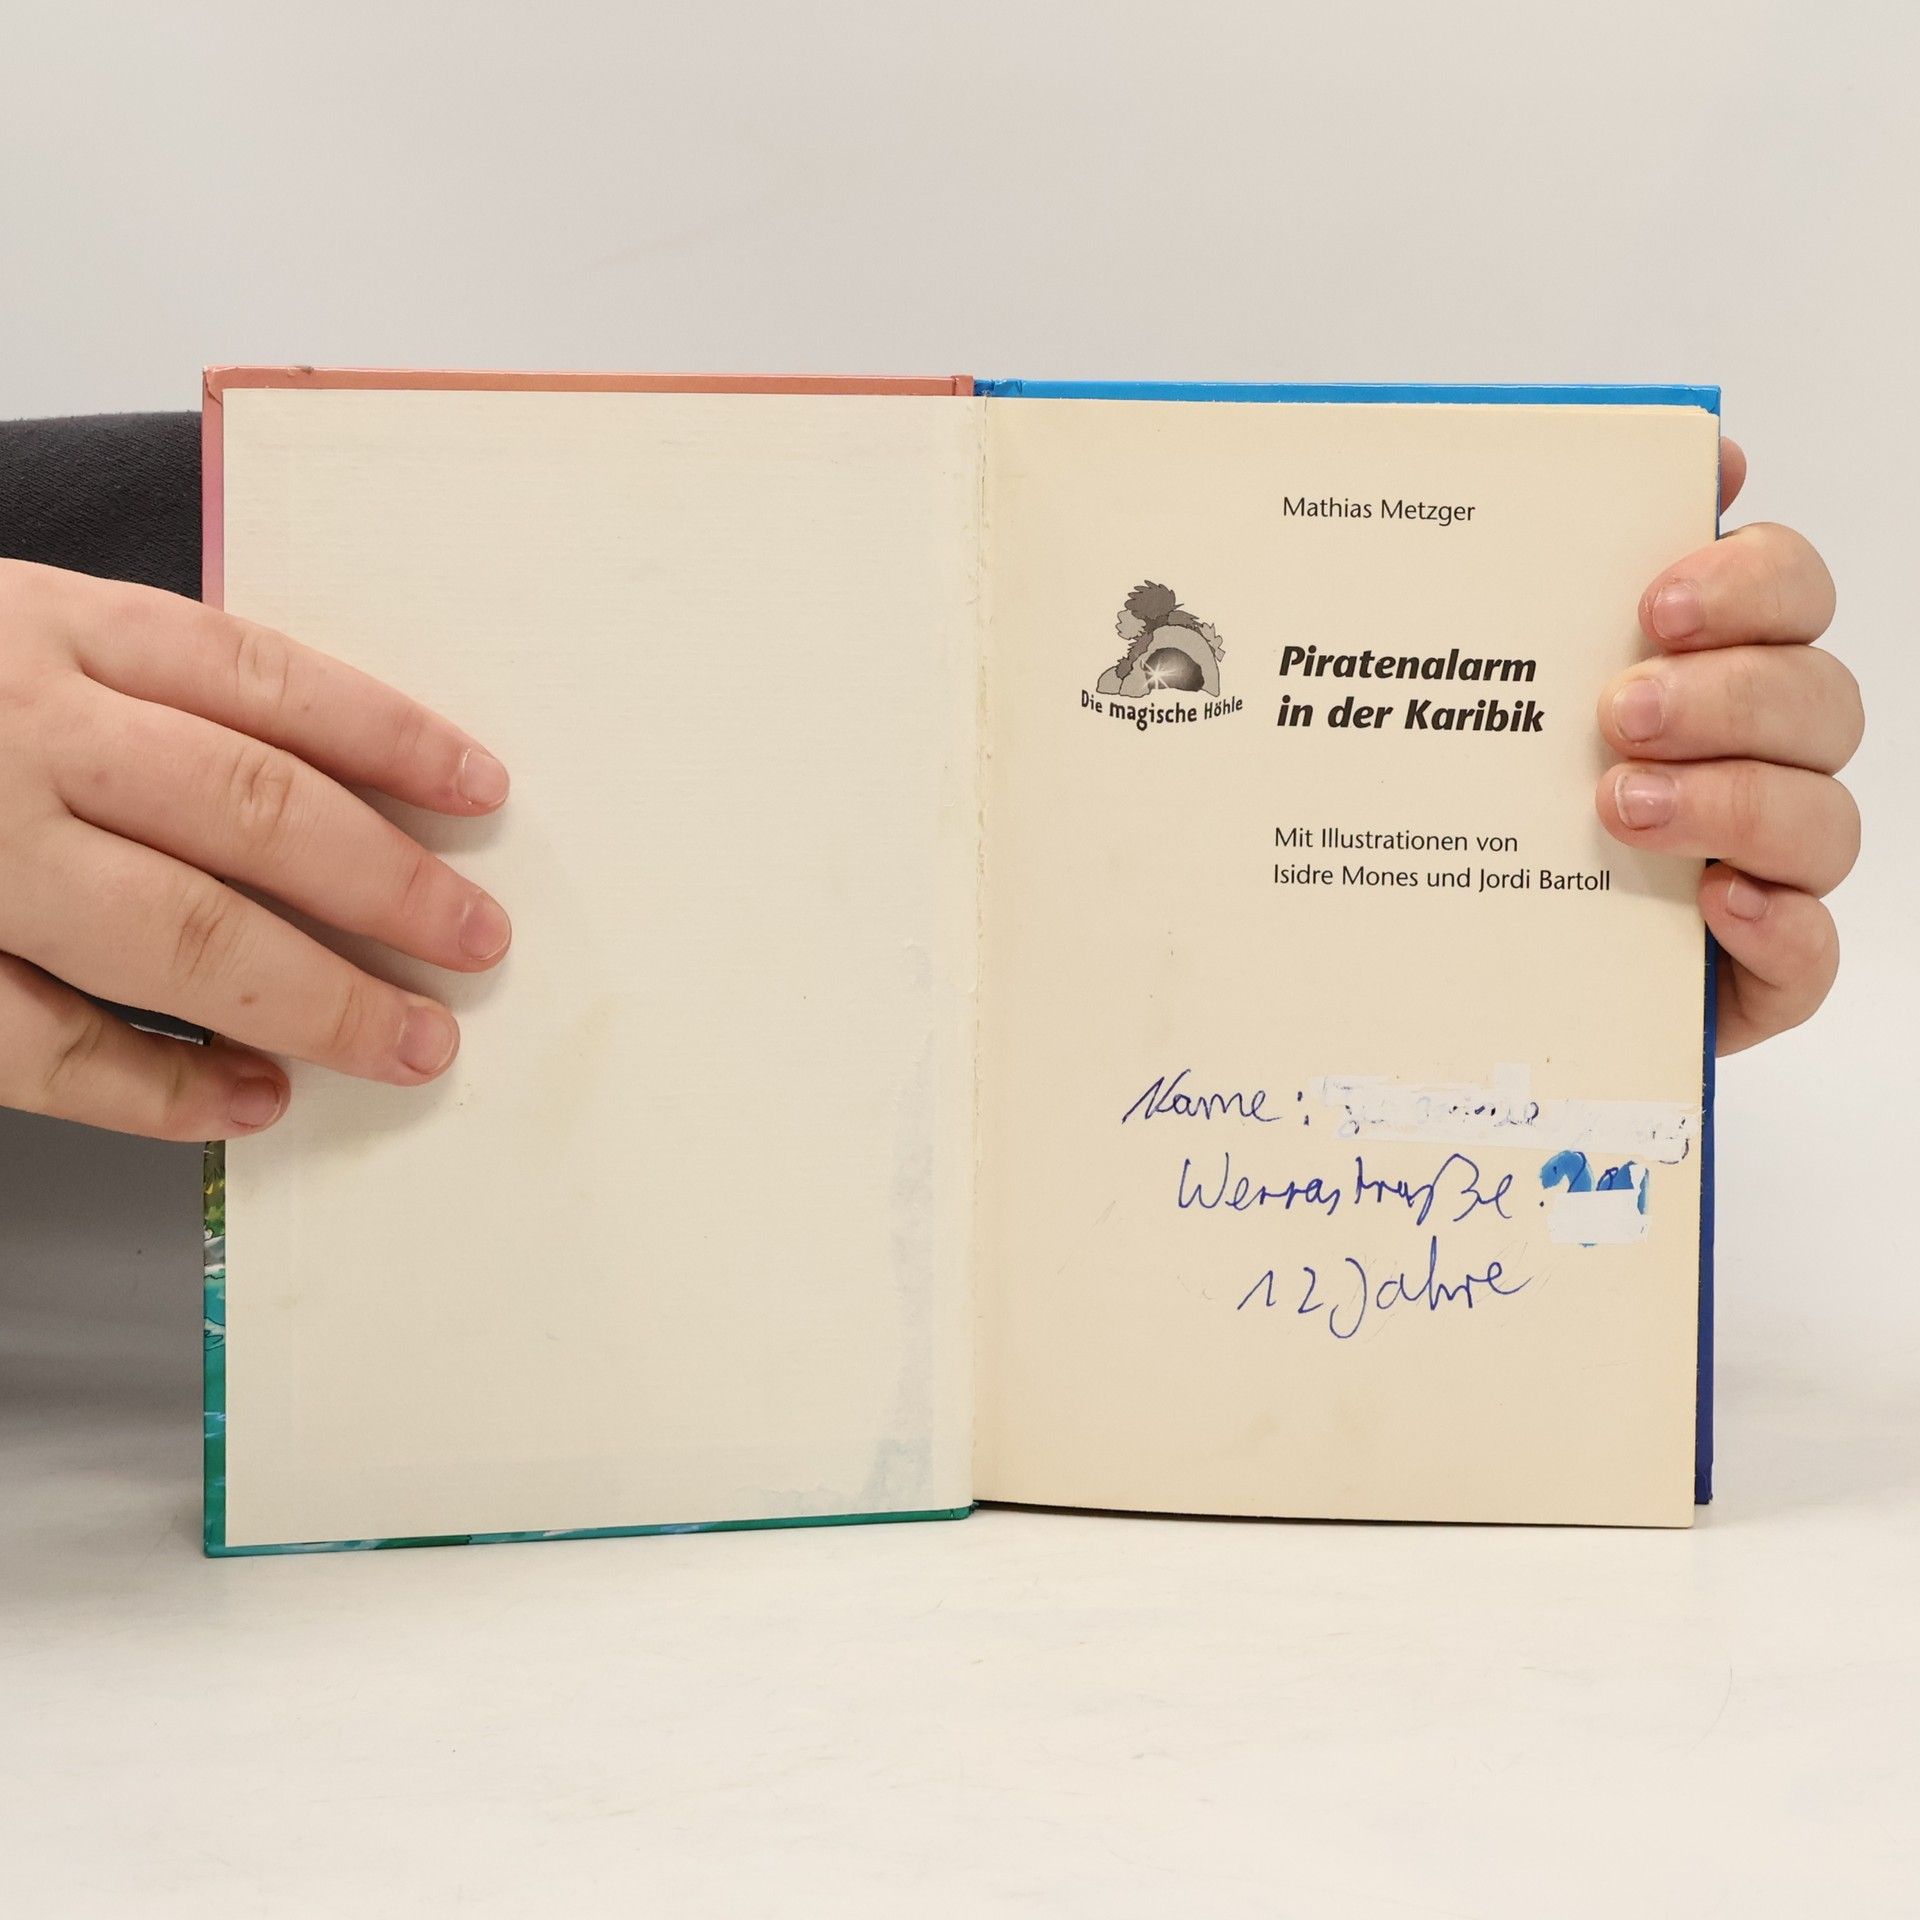 Mathias Metzger
Die magische Höhle
Piratenalarm
in der Karibik
Mit Illustrationen von
Isidre Mones und Jordi Bartoll
Name:
Werrastraße
12 Jahre